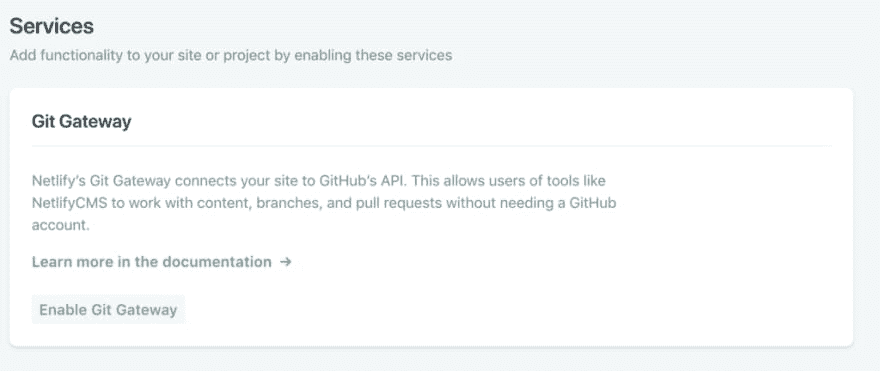 Services
Add functionality to your site or project by enabling these services
Git Gateway
Netlify's Git Gateway connects your site to GitHub's API. This allows users of tools like
NetlifyCMS to work with content, branches, and pull requests without needing a GitHub
account.
Learn more in the documentation →
Enable Git Gateway